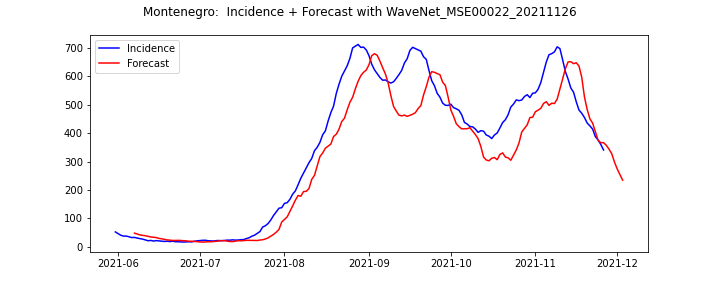 Montenegro:  Incidence + Forecast with WaveNet_MSE00022_20211126
Incidence
Forecast
700
600
500
400
300
200
100
0
2021-06 2021-07 2021-08 2021-09 2021-10 2021-11 2021-12